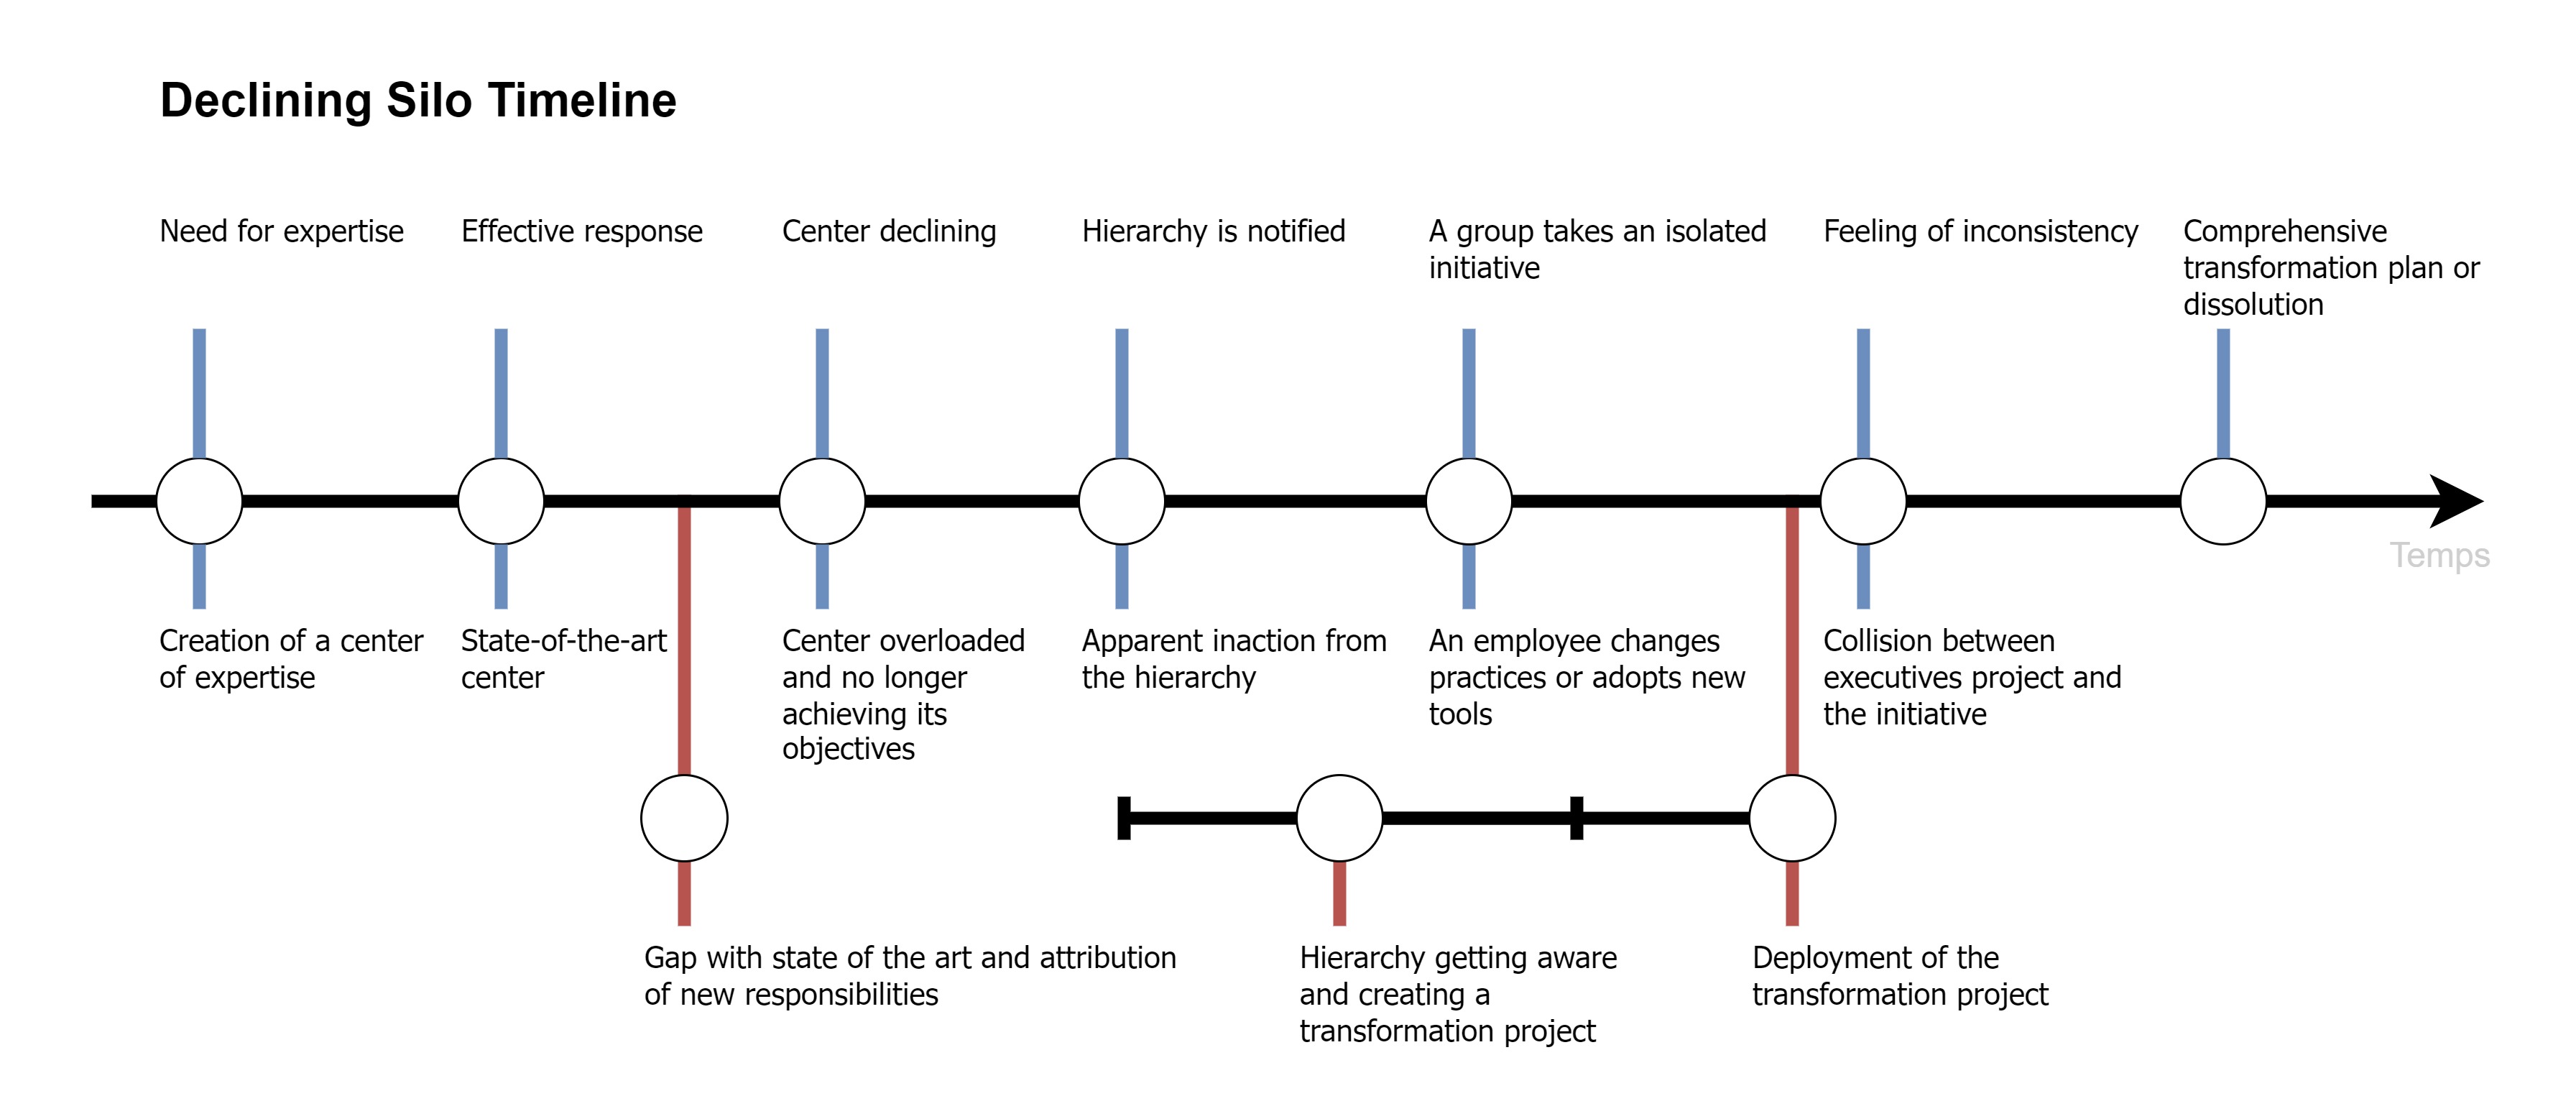 Declining Silo Timeline
Need for expertise
Effective response
Center declining
Hierarchy is notified
A group takes an isolated
initiative
Feeling of inconsistency
Comprehensive
transformation plan or
dissolution
Temps
Creation of a center
of expertise
State-of-the-art
center
Center overloaded
and no longer
achieving its
objectives
Apparent inaction from
the hierarchy
An employee changes
practices or adopts new
tools
Collision between
executives project and
the initiative
Gap with state of the art and attribution
of new responsibilities
Hierarchy getting aware
and creating a
transformation project
Deployment of the
transformation project